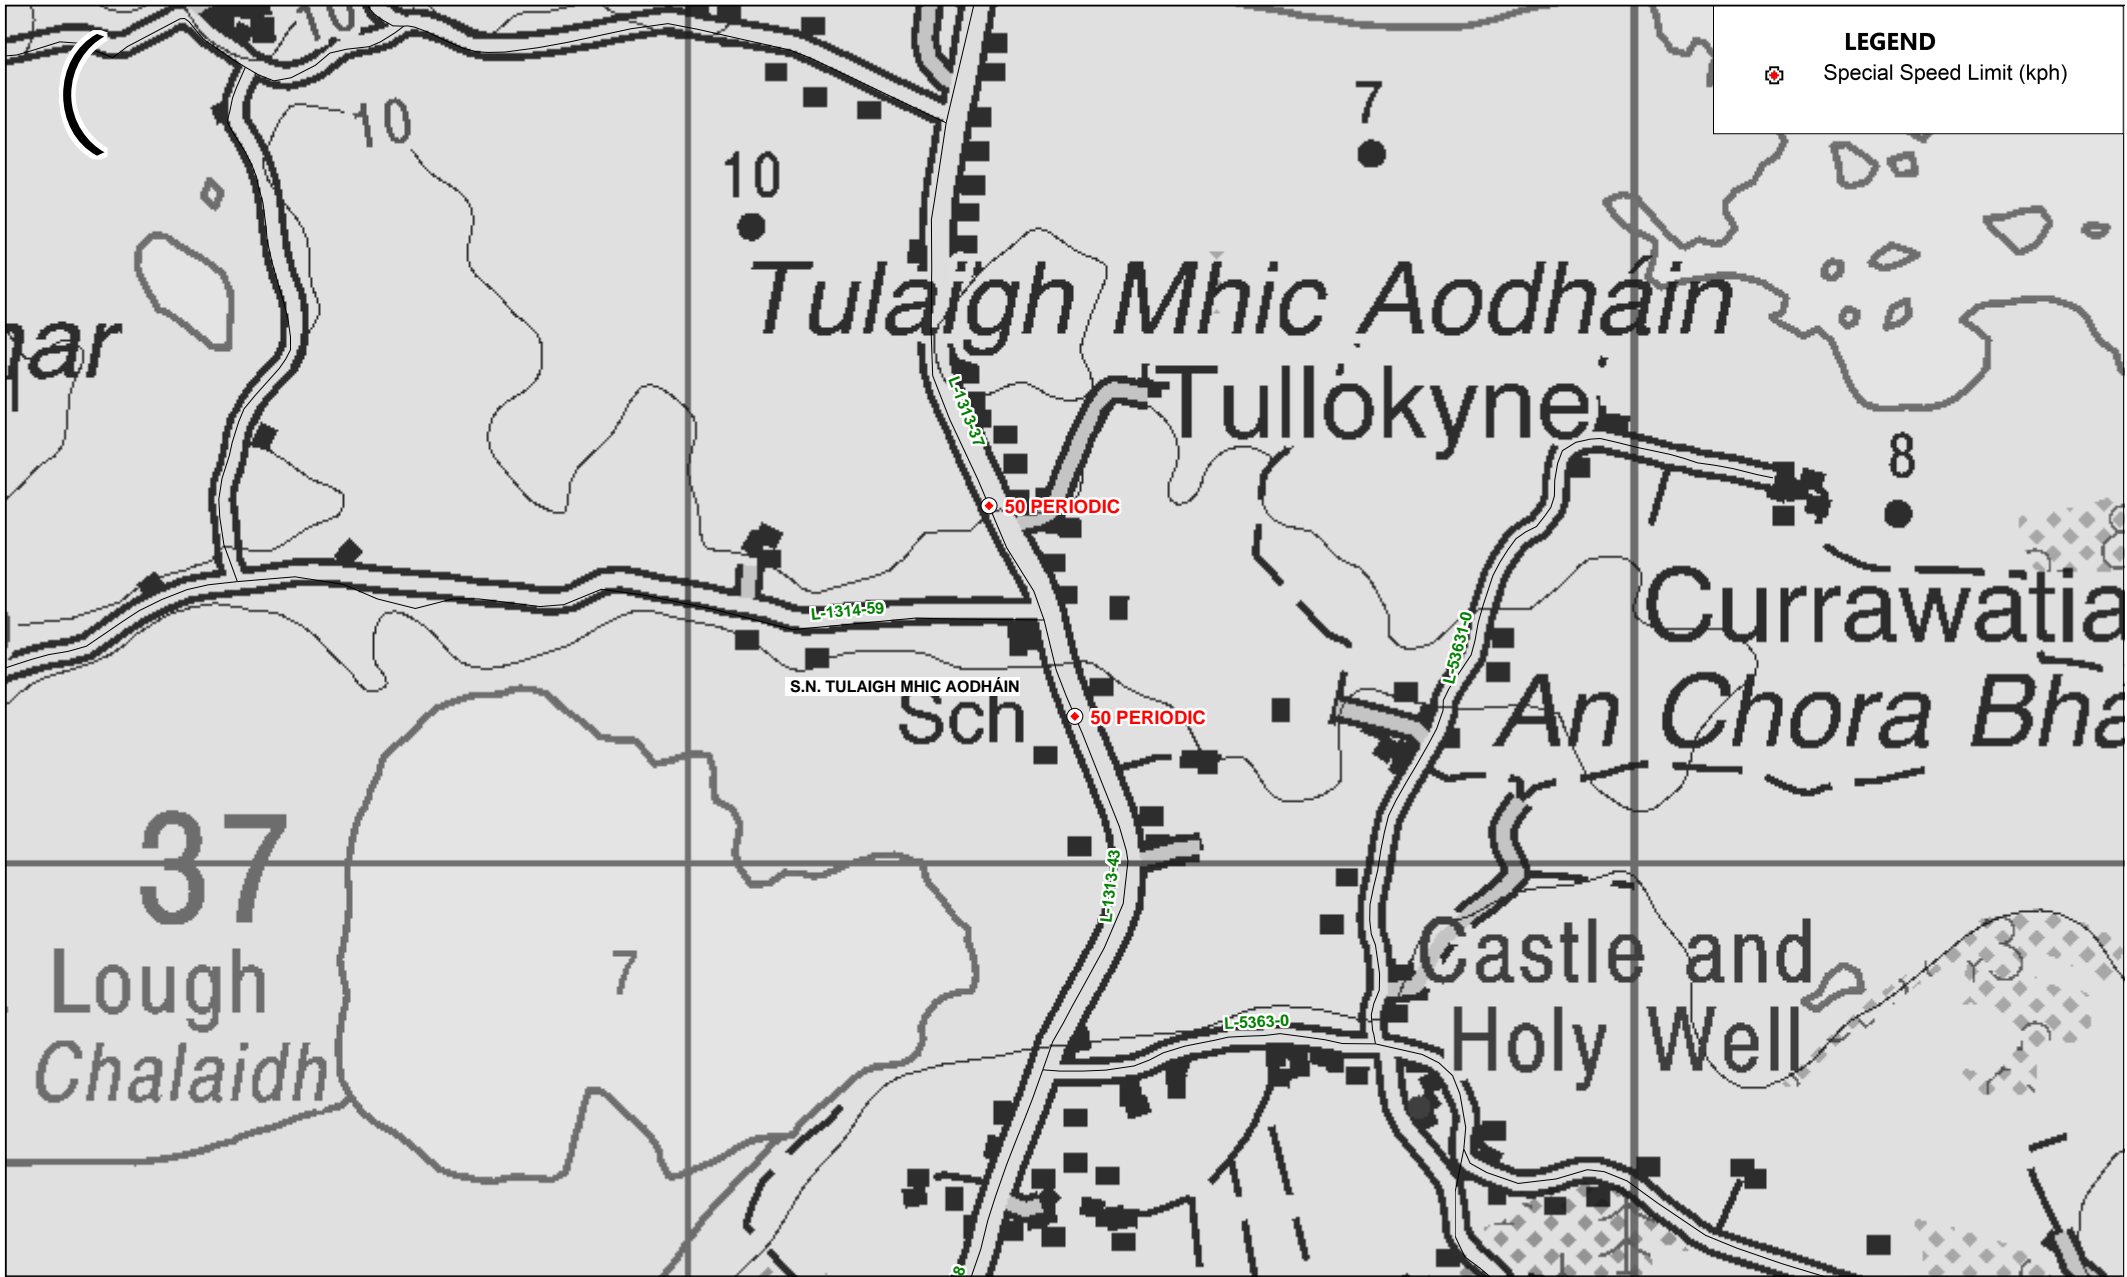 LEGEND
Special Speed Limit (kph)
10
10
10
7
Tulaigh Mhic Aodháin
Tullokyne
L-1313-37
50 PERIODIC
8
L-1314-59
L-53631-0
Currawatia
S.N. TULAIGH MHIC AODHÁIN
Sch
50 PERIODIC
An Chora Bha
37
L-1313-43
Lough
Chalaidh
7
Castle and
Holy Well
L-5363-0
8